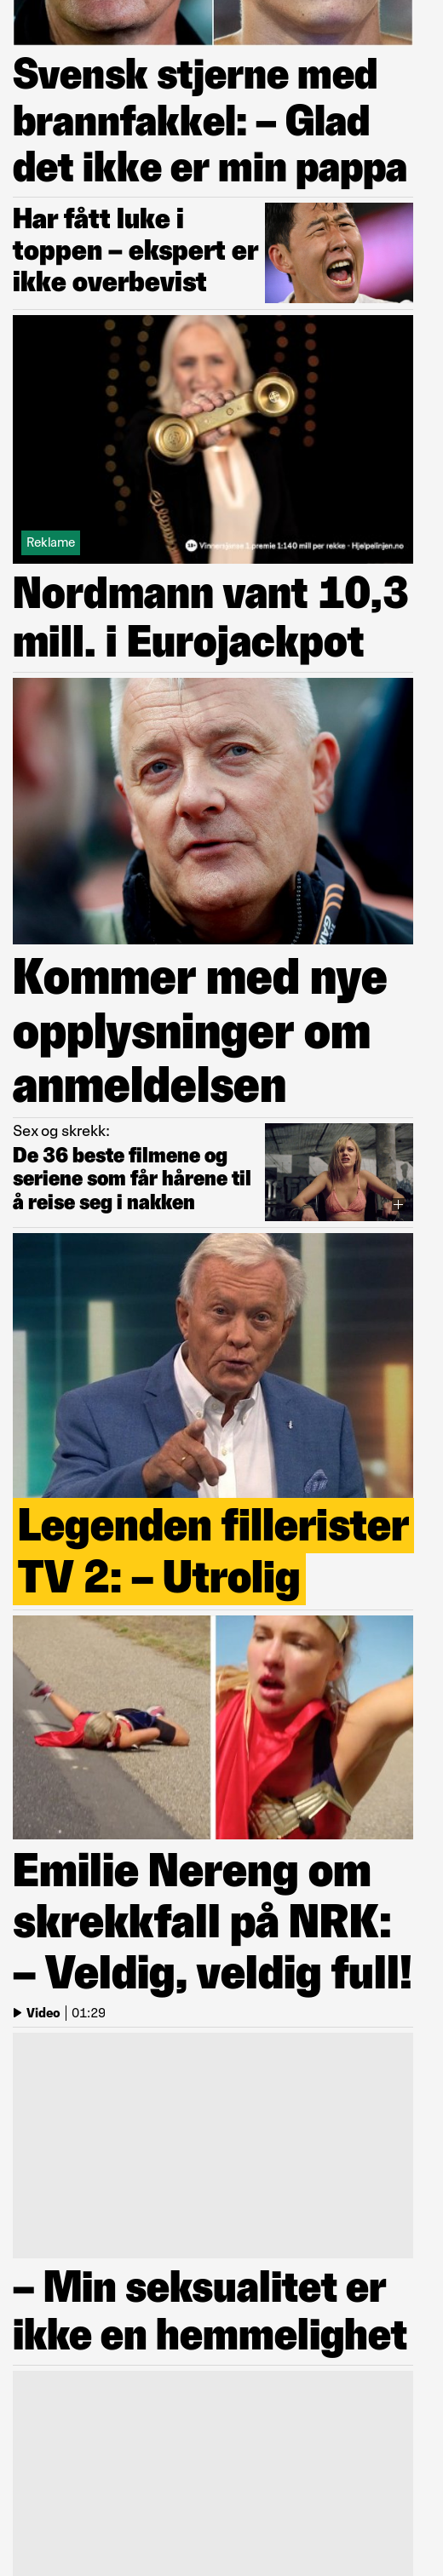 Svensk stjerne med
brannfakkel: – Glad
det ikke er min pappa
Har fått luke i
toppen – ekspert er
ikke overbevist
Reklame
18+ Vinnersjanse 1.premie 1:140 mill per rekke - Hjelpelinjen.no
Nordmann vant 10,3
mill. i Eurojackpot
Kommer med nye
opplysninger om
anmeldelsen
Sex og skrekk:
De 36 beste filmene og
seriene som får hårene til
å reise seg i nakken
Legenden fillerister
TV 2: – Utrolig
Emilie Nereng om
skrekkfall på NRK:
– Veldig, veldig full!
Video | 01:29
– Min seksualitet er
ikke en hemmelighet